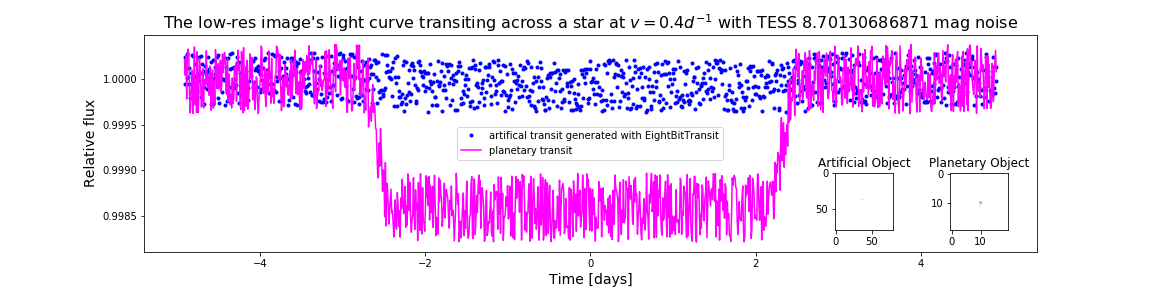 The low-res image's light curve transiting across a star at v = 0.4d⁻¹ with TESS 8.70130686871 mag noise
Relative flux
1.0000
0.9995
0.9990
0.9985
artifical transit generated with EightBitTransit
planetary transit
Artificial Object
0
50
0
50
Planetary Object
0
10
0
10
−4
−2
0
2
4
Time [days]